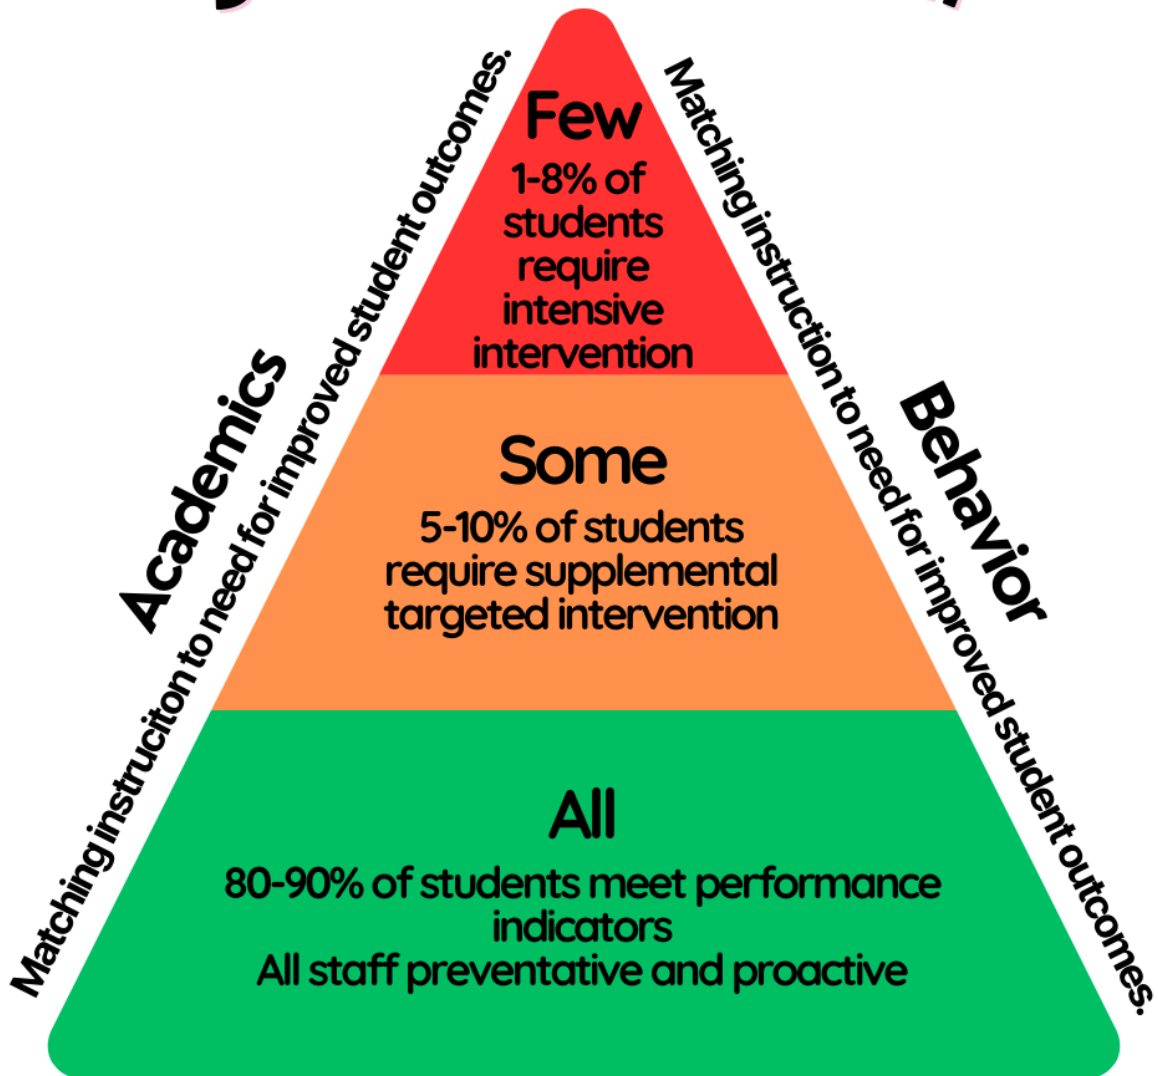 Few
1-8% of
students
require
intensive
intervention
Some
5-10% of students
require supplemental
targeted intervention
All
80-90% of students meet performance
indicators
All staff preventative and proactive
Academics
Matching instruciton to need for improved student outcomes.
Behavior
Matching instruction to need for improved student outcomes.